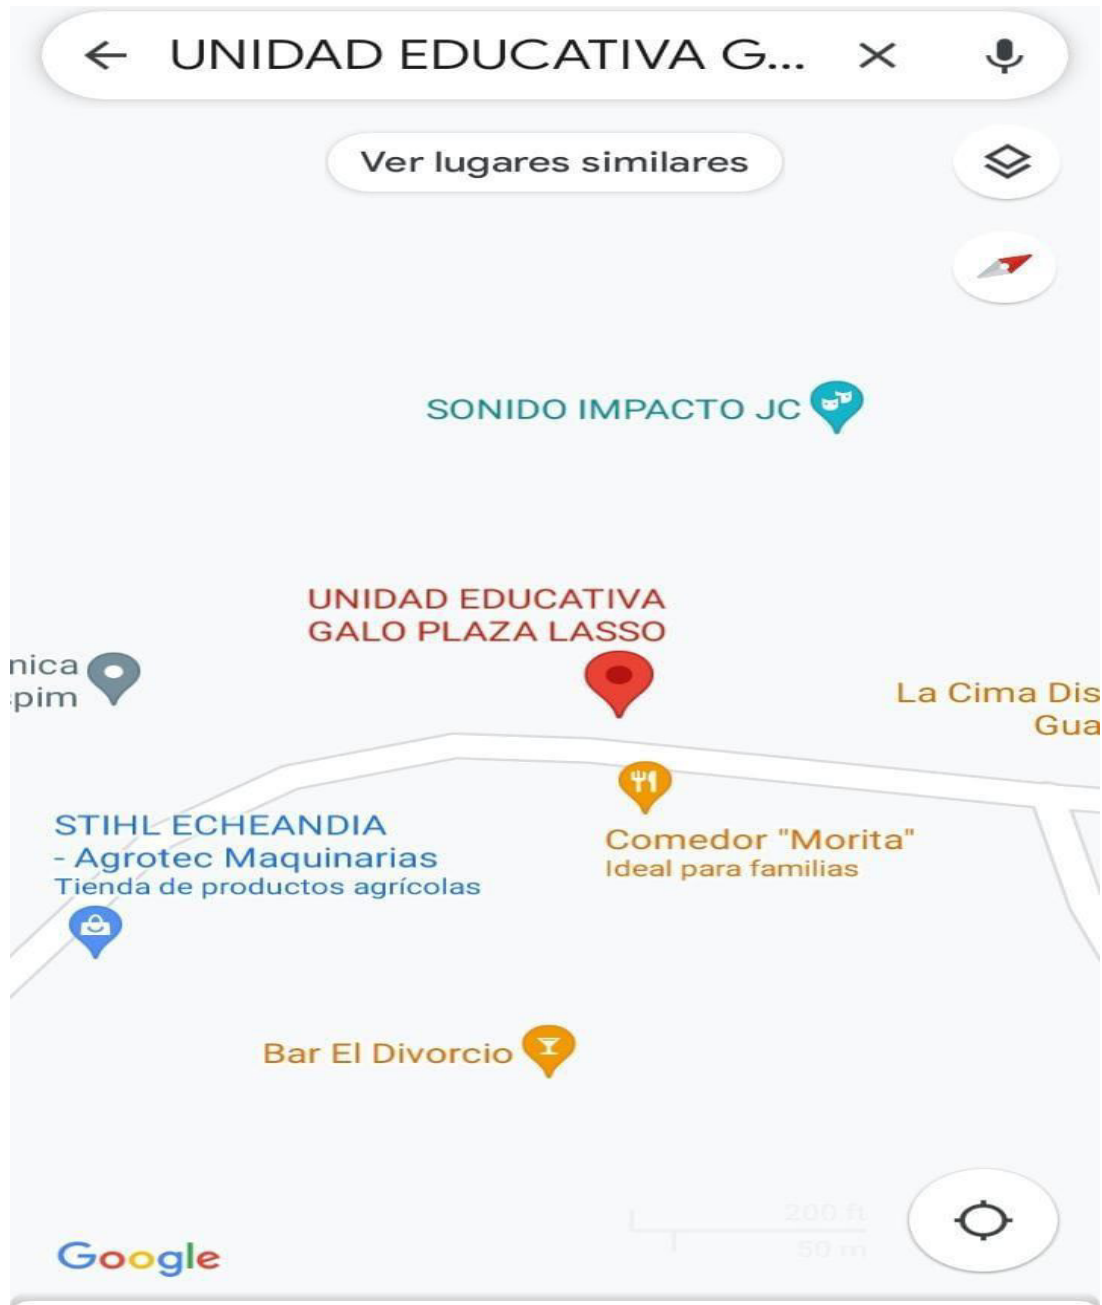 UNIDAD EDUCATIVA G...
Ver lugares similares
SONIDO IMPACTO JC
UNIDAD EDUCATIVA
GALO PLAZA LASSO
nica
pim
La Cima Dis
Gua
STIHL ECHEANDIA
- Agrotec Maquinarias
Tienda de productos agrícolas
Comedor "Morita"
Ideal para familias
Bar El Divorcio
200 ft
50 m
Google